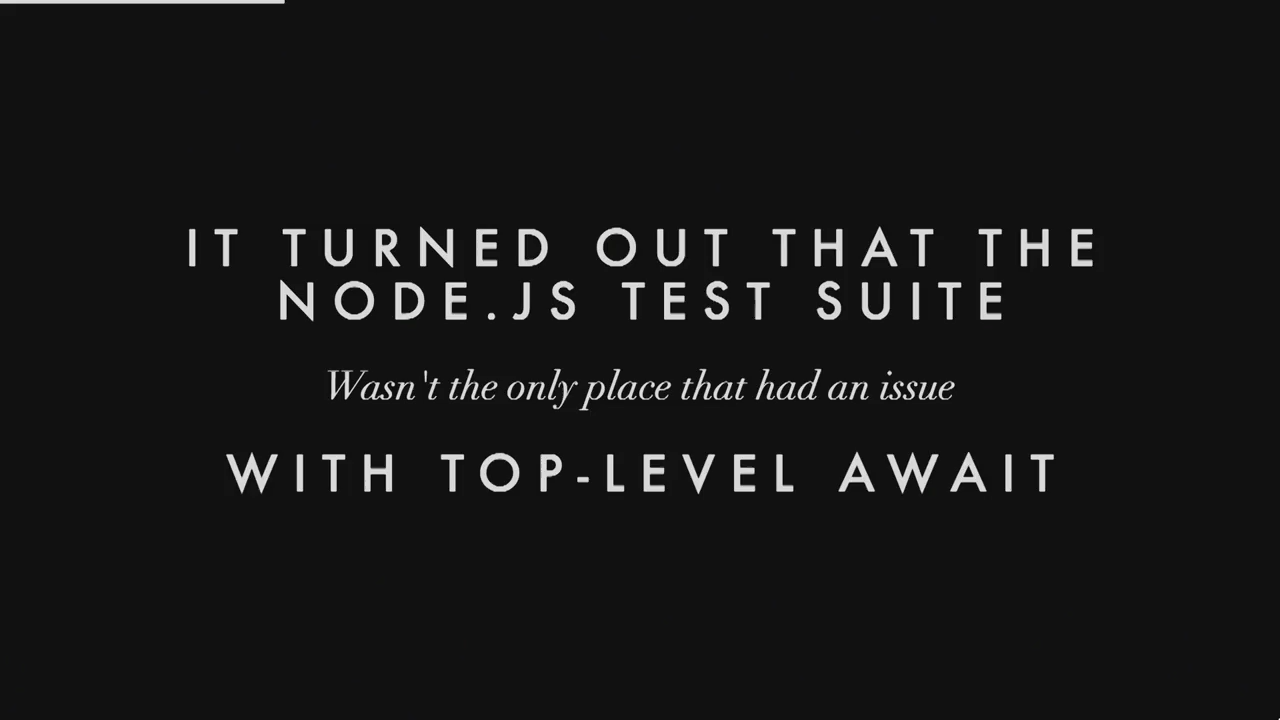 IT TURNED OUT THAT THE
NODE.JS TEST SUITE
Wasn't the only place that had an issue
WITH TOP-LEVEL AWAIT